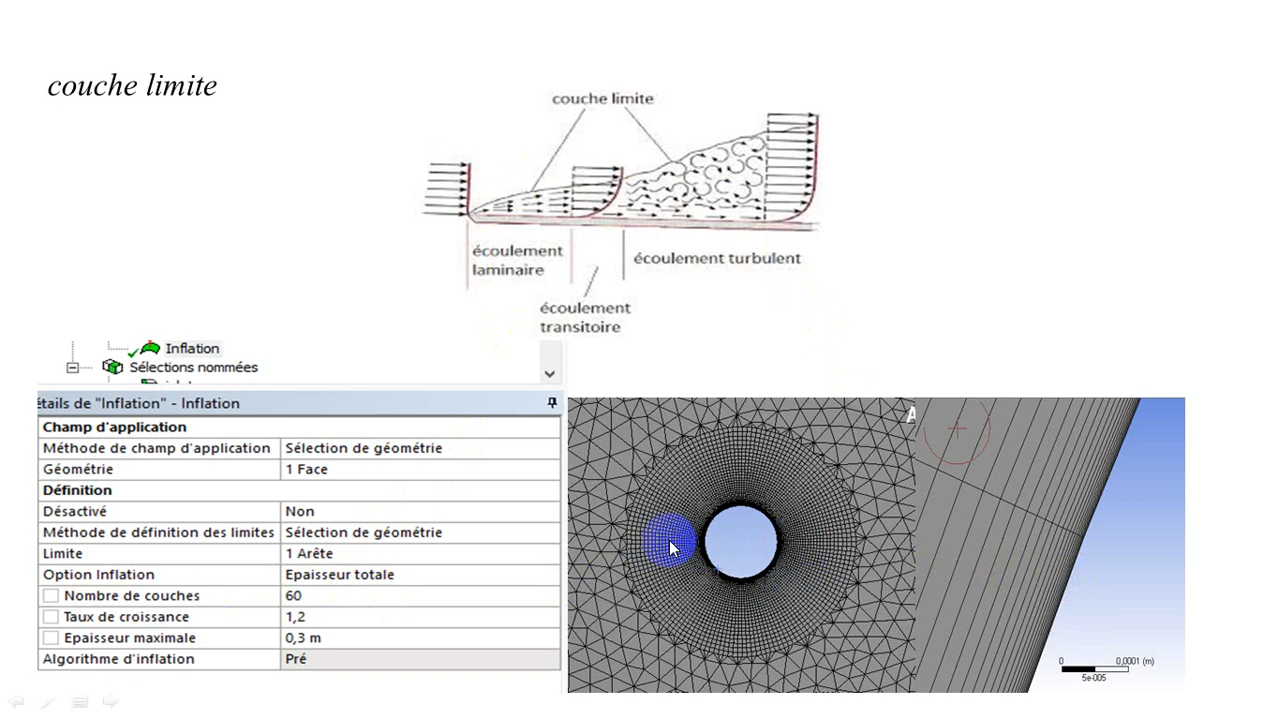 couche limite
couche limite
écoulement
laminaire
écoulement turbulent
écoulement
transitoire
Inflation
Sélections nommées
étails de "Inflation" - Inflation
Champ d'application
Méthode de champ d'application Sélection de géométrie
Géométrie 1 Face
Définition
Désactivé Non
Méthode de définition des limites Sélection de géométrie
Limite 1 Arête
Option Inflation Epaisseur totale
Nombre de couches 60
Taux de croissance 1,2
Epaisseur maximale 0,3 m
Algorithme d'inflation Pré
0 0,0001 (m)
5e-005